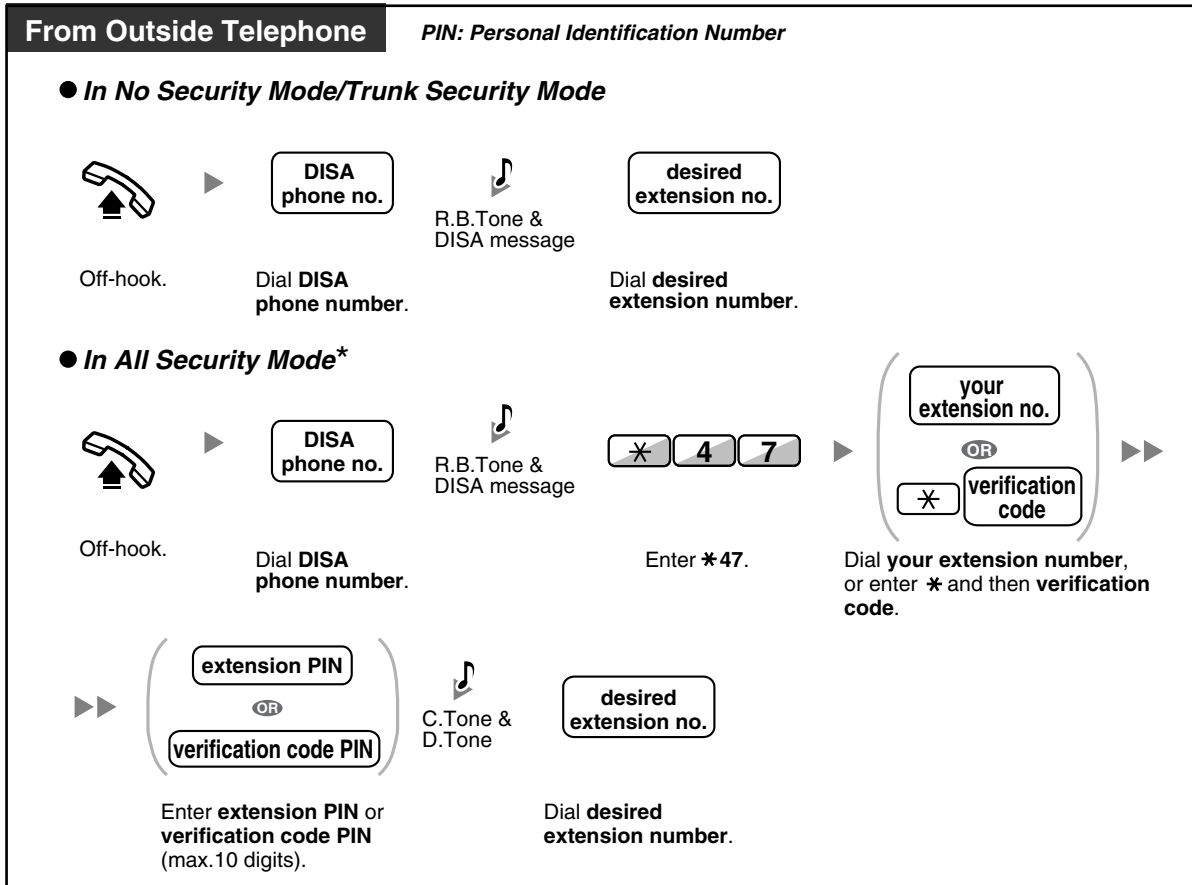 From Outside Telephone
PIN: Personal Identification Number
● In No Security Mode/Trunk Security Mode
DISA
phone no.
desired
extension no.
R.B.Tone &
DISA message
Off-hook.
Dial DISA
phone number.
Dial desired
extension number.
● In All Security Mode*
DISA
phone no.
R.B.Tone &
DISA message
* 4 7
your
extension no.
OR
* verification
code
Off-hook.
Dial DISA
phone number.
Enter *47.
Dial your extension number,
or enter * and then verification
code.
extension PIN
OR
verification code PIN
C.Tone &
D.Tone
desired
extension no.
Enter extension PIN or
verification code PIN
(max.10 digits).
Dial desired
extension number.